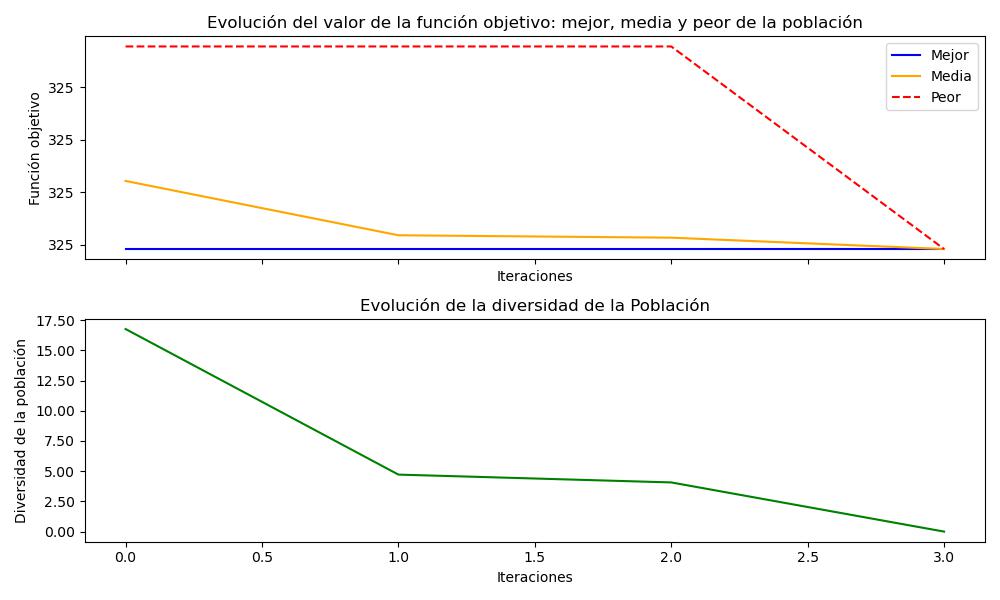 Evolución del valor de la función objetivo: mejor, media y peor de la población
Función objetivo
325
325
325
325
Mejor
Media
Peor
Iteraciones
Evolución de la diversidad de la Población
Diversidad de la población
17.50
15.00
12.50
10.00
7.50
5.00
2.50
0.00
0.0 0.5 1.0 1.5 2.0 2.5 3.0
Iteraciones